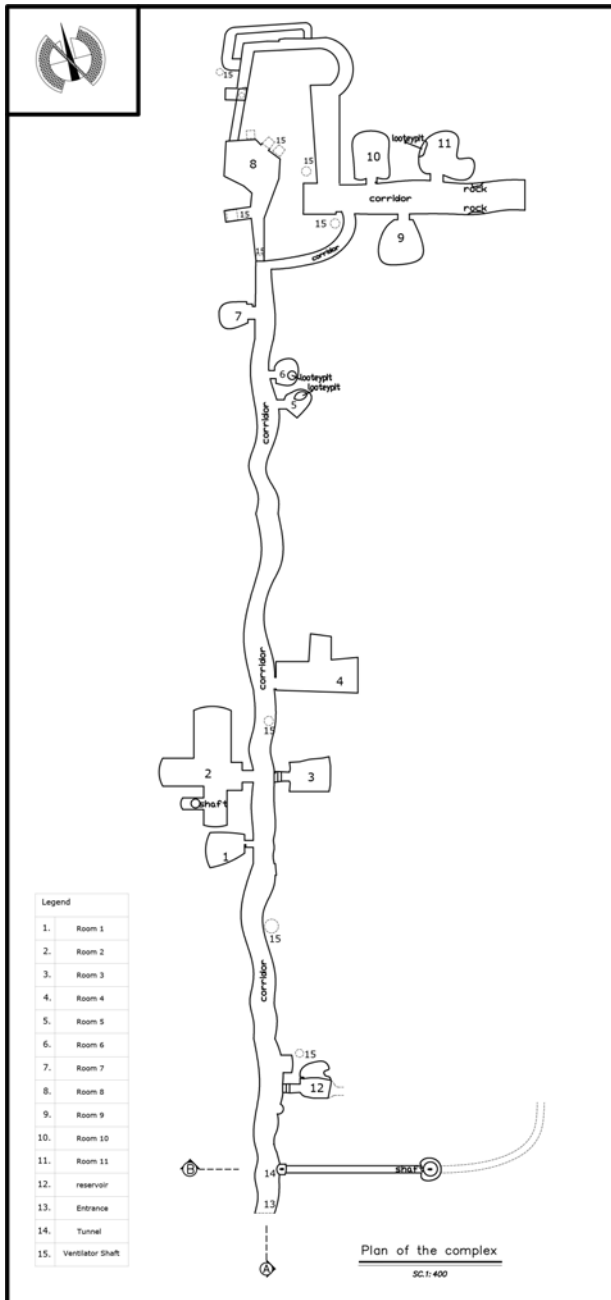 15
15
8
15
looteypit
10
11
15
corridor
rock
rock
15
15
9
corridor
15
7
6
looteypit
looteypit
5
corridor
corridor
4
15
2
3
shaft
1
15
corridor
15
12
B
14
shaft
13
A
Legend
1. Room 1
2. Room 2
3. Room 3
4. Room 4
5. Room 5
6. Room 6
7. Room 7
8. Room 8
9. Room 9
10. Room 10
11. Room 11
12. reservoir
13. Entrance
14. Tunnel
15. Ventilator Shaft
Plan of the complex
SC.1: 400